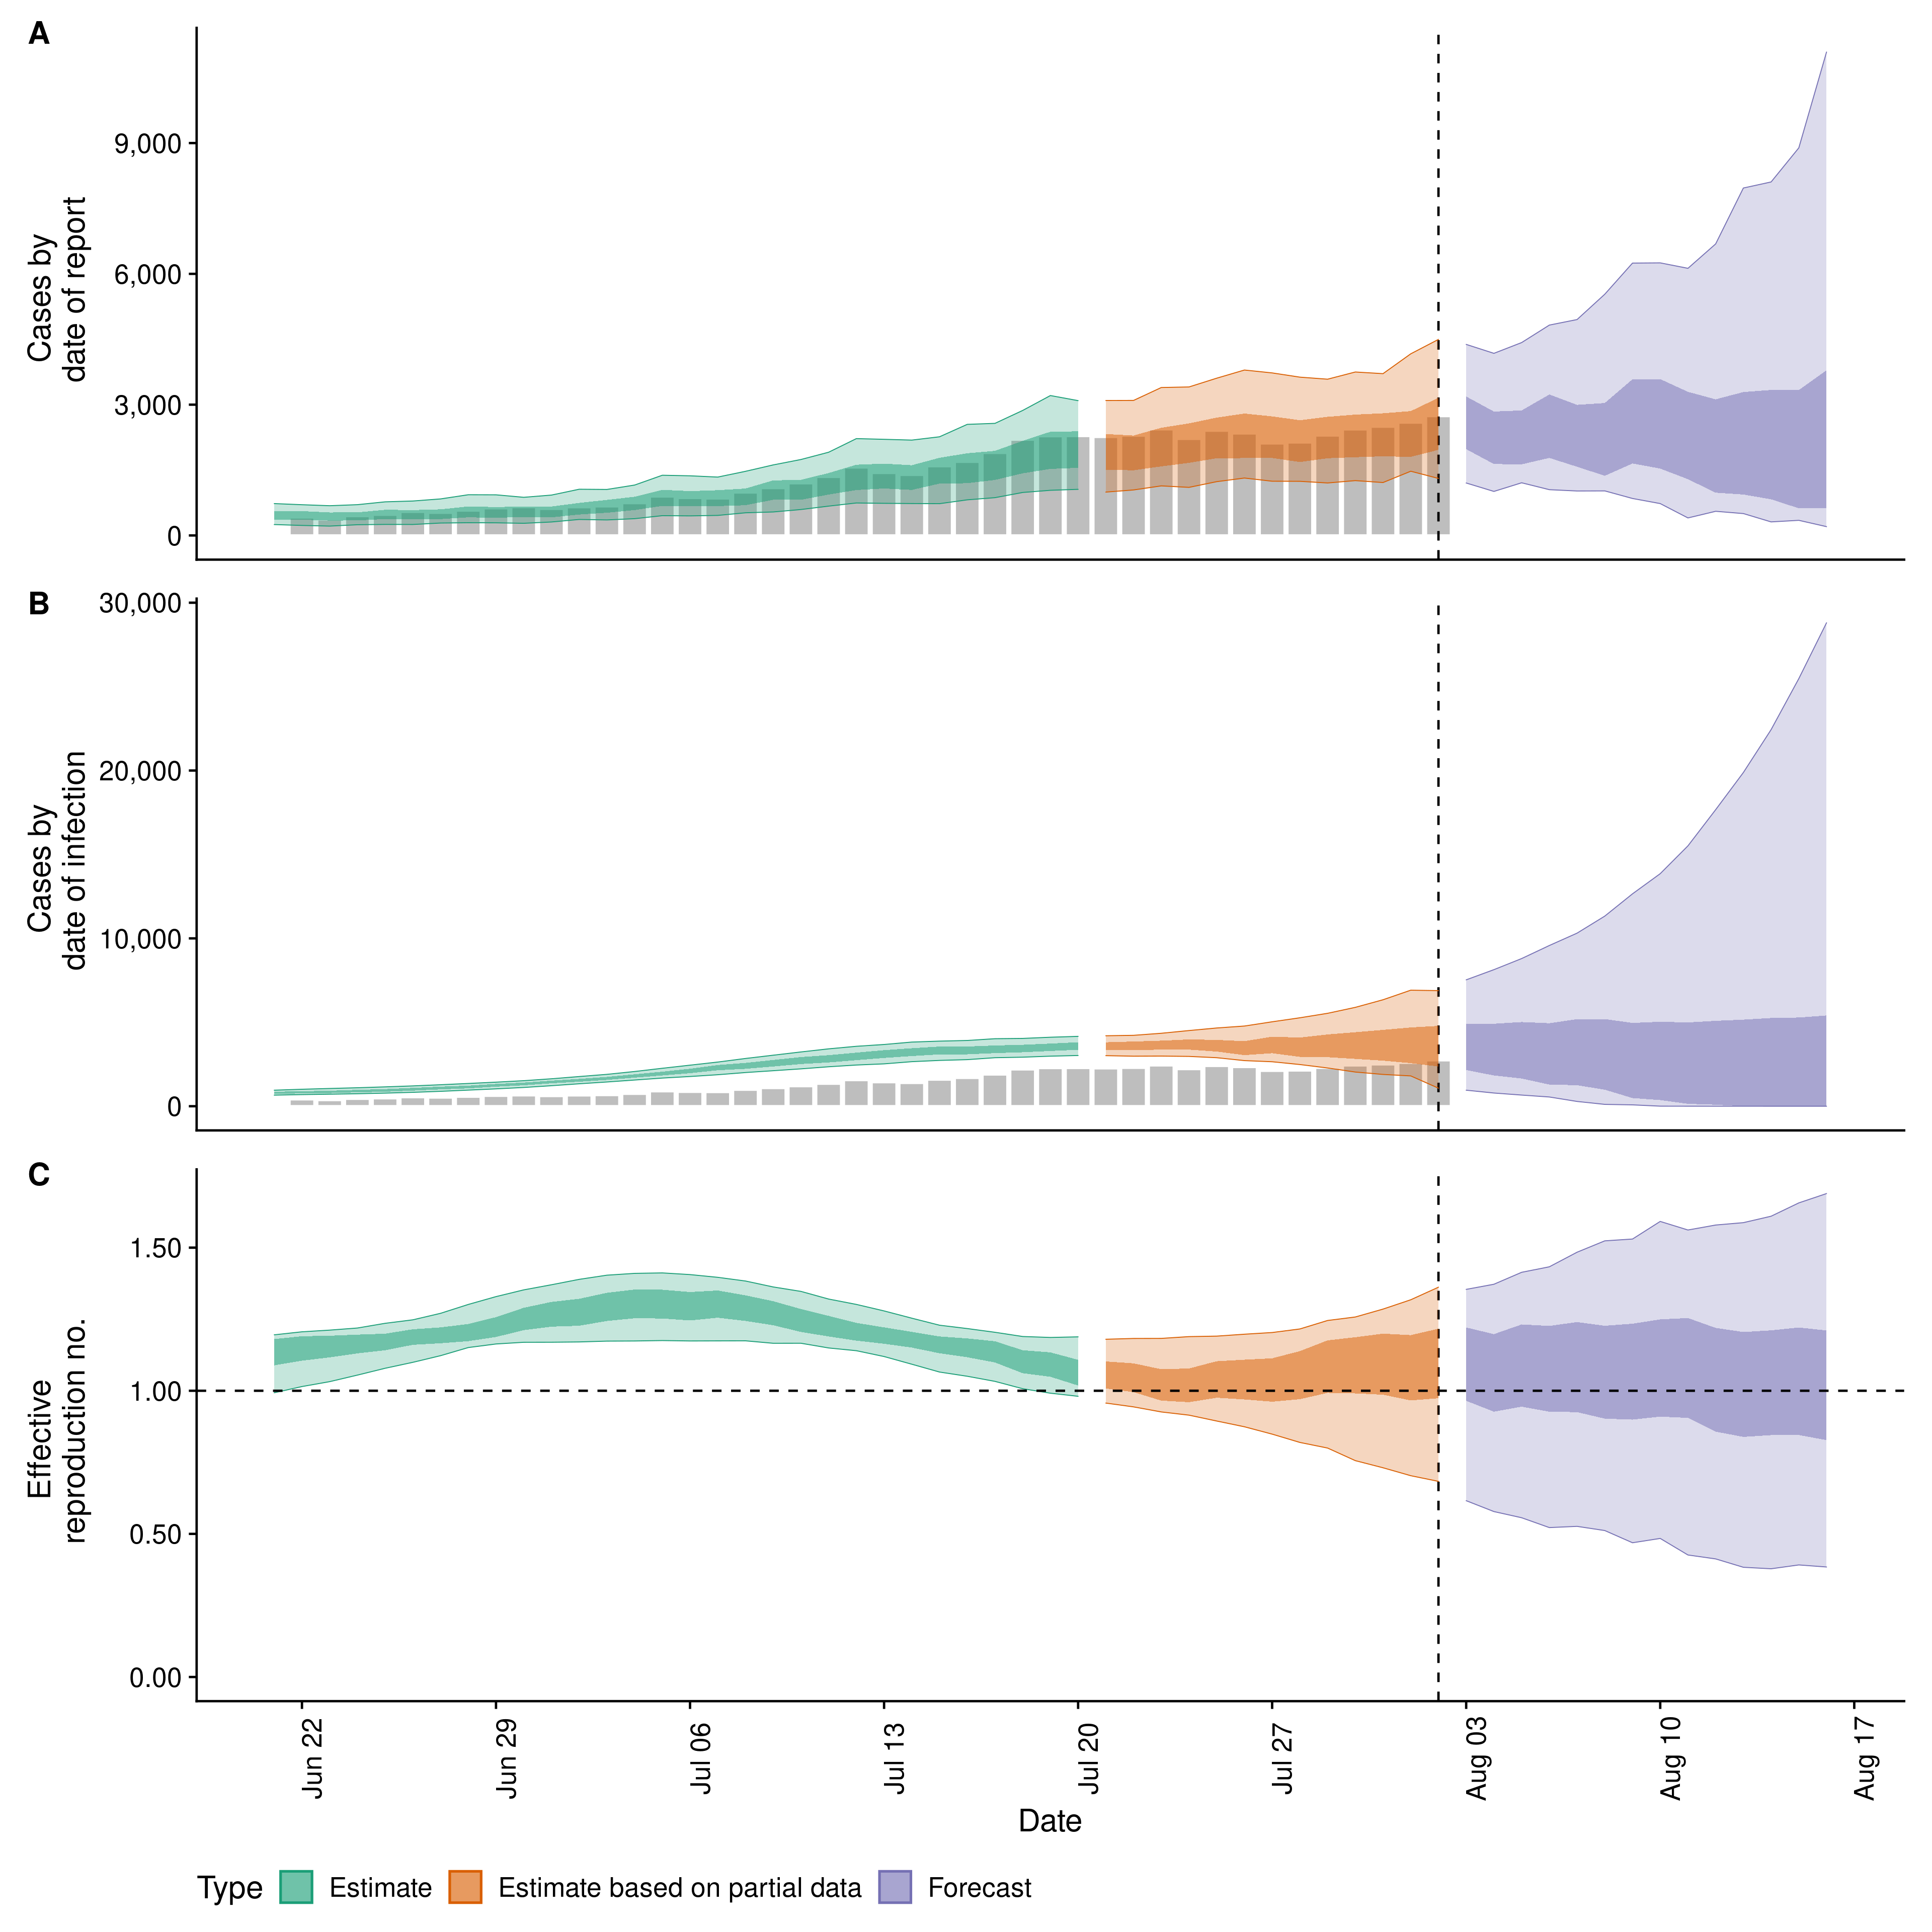 A
Cases by
date of report
9,000
6,000
3,000
0
B
Cases by
date of infection
30,000
20,000
10,000
0
C
Effective
reproduction no.
1.50
1.00
0.50
0.00
Jun 22
Jun 29
Jul 06
Jul 13
Jul 20
Jul 27
Aug 03
Aug 10
Aug 17
Date
Type Estimate Estimate based on partial data Forecast